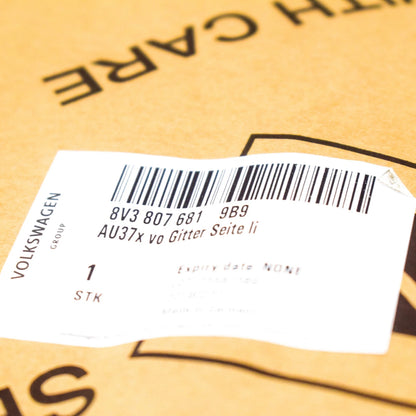 WITH CARE
8V3 807 681 9B9
AU37x vo Gitter Seite li
VOLKSWAGEN
GROUP
1
STK
Expiry date NONE